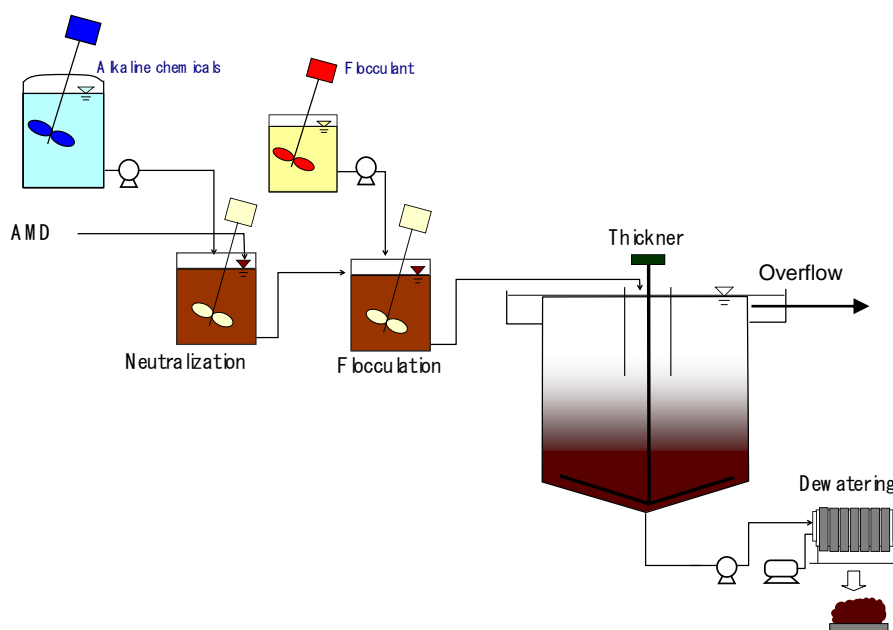 Alkaline chemicals
Flocculant
AMD
Thickner
Overflow
Neutralization
Flocculation
Dewatering